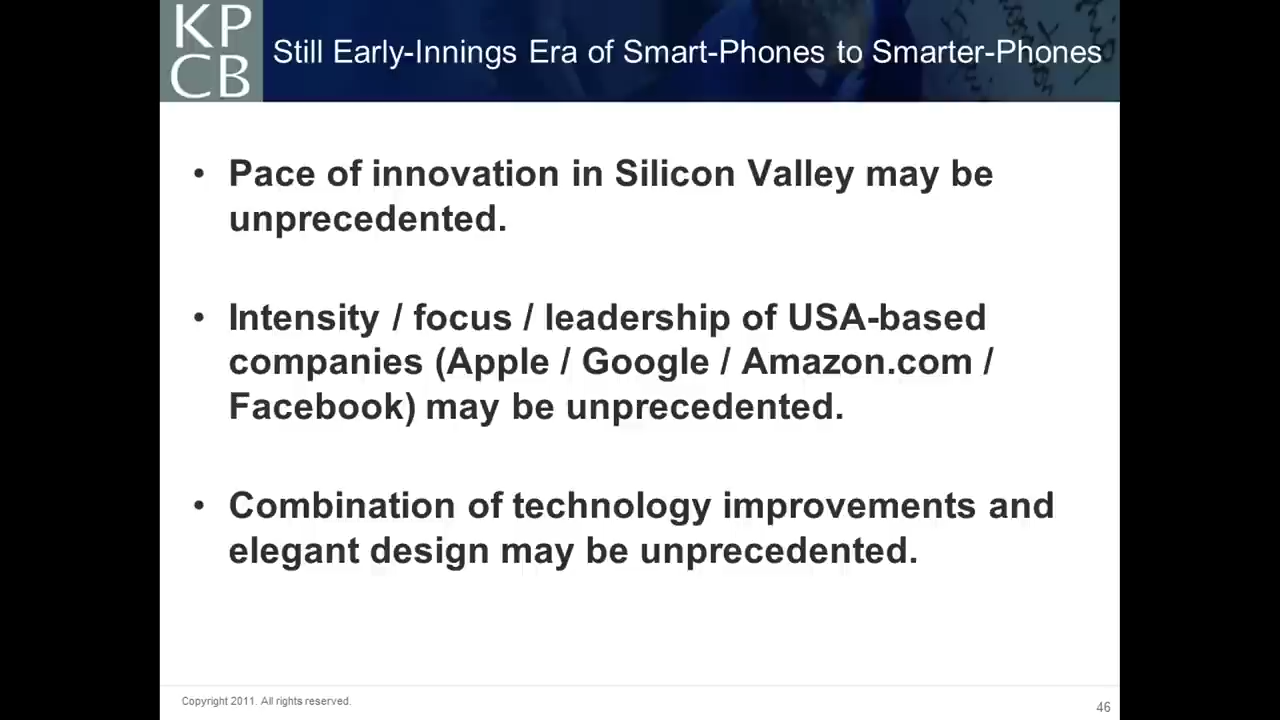 KP
CB
Still Early-Innings Era of Smart-Phones to Smarter-Phones
• Pace of innovation in Silicon Valley may be
unprecedented.
• Intensity / focus / leadership of USA-based
companies (Apple / Google / Amazon.com /
Facebook) may be unprecedented.
• Combination of technology improvements and
elegant design may be unprecedented.
Copyright 2011. All rights reserved.
46